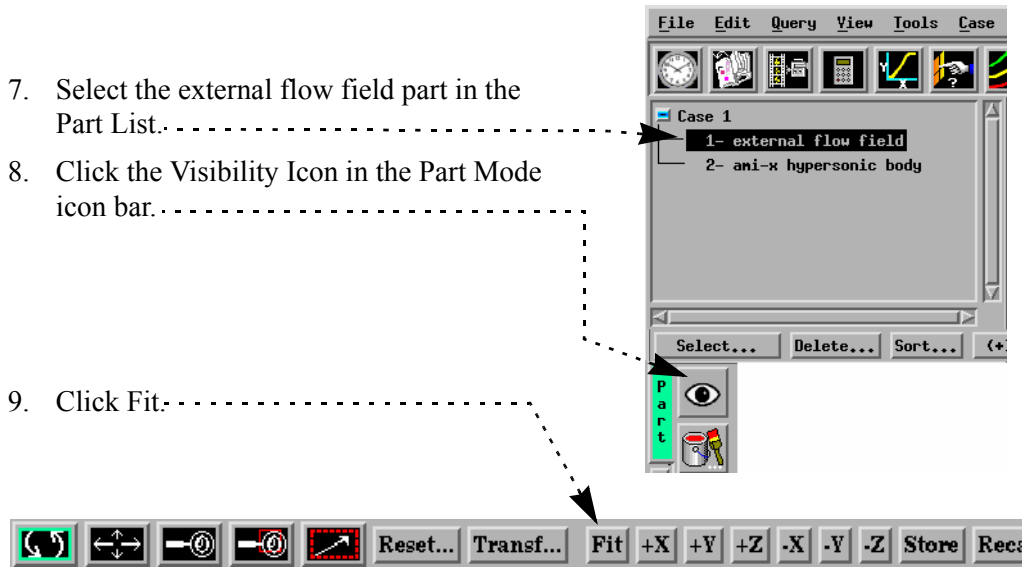 File Edit Query View Tools Case
7. Select the external flow field part in the
Part List.
Case 1
1- external flow field
2- ami-x hypersonic body
8. Click the Visibility Icon in the Part Mode
icon bar.
Select... Delete... Sort... (+)
Part
9. Click Fit.
Reset... Transf... Fit +X +Y +Z -X -Y -Z Store Reca